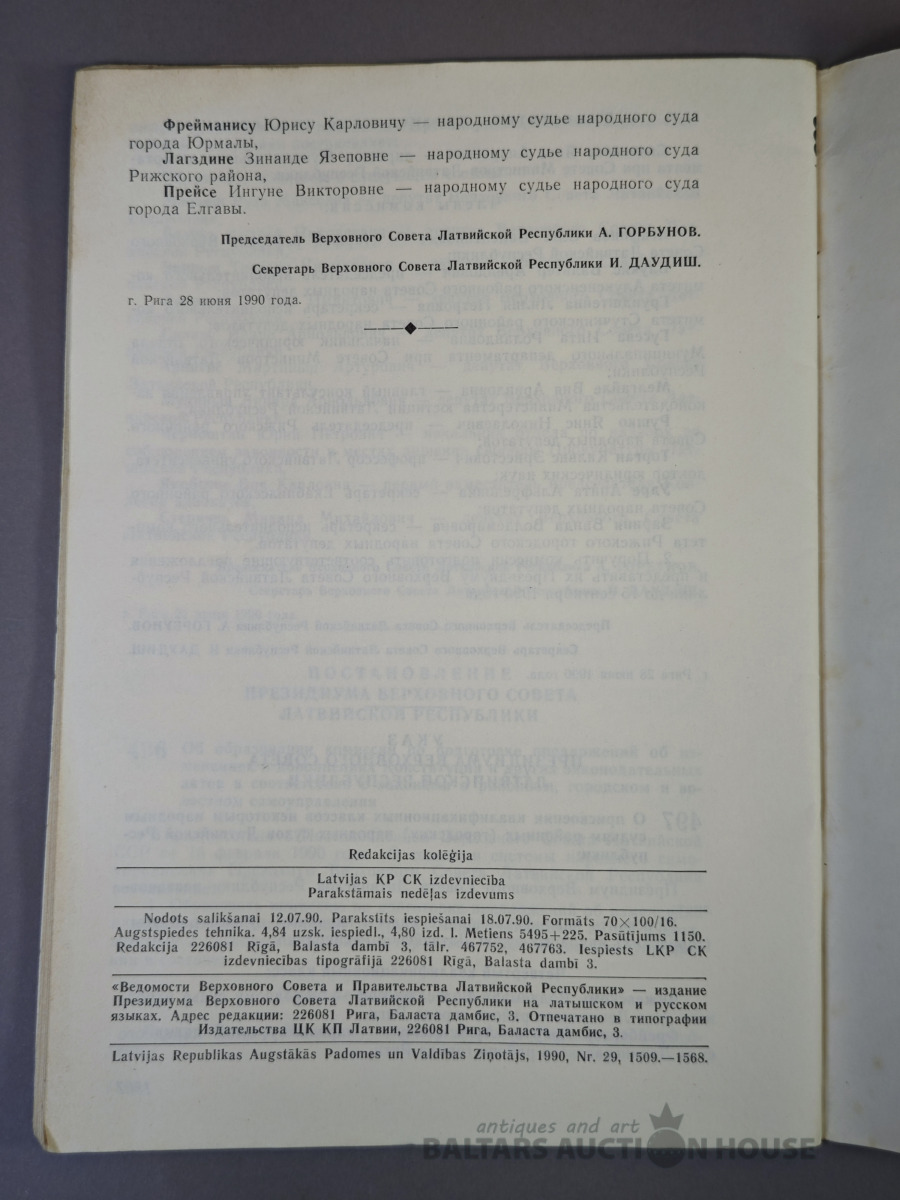 Фрейманису Юрису Карловичу — народному судье народного суда
города Юрмалы,
Лагздине Зинаиде Язеповне — народному судье народного суда
Рижского района,
Прейсе Ингуне Викторовне — народному судье народного суда
города Елгавы.
Председатель Верховного Совета Латвийской Республики А. ГОРБУНОВ.
Секретарь Верховного Совета Латвийской Республики И. ДАУДИШ.
г. Рига 28 июня 1990 года.
Redakcijas kolēģija
Latvijas KP CK izdevniecība
Parakstāmais nedēļas izdevums
Nodots salikšanai 12.07.90. Parakstīts iespiešanai 18.07.90. Formāts 70×100/16.
Augstspiedes tehnika. 4,84 uzsk. iespiedl., 4,80 izd. l. Metiens 5495+225. Pasūtījums 1150.
Redakcija 226081 Rīgā, Balasta dambī 3, tālr. 467752, 467763. Iespiests LKP CK
izdevniecības tipogrāfijā 226081 Rīgā, Balasta dambī 3.
«Ведомости Верховного Совета и Правительства Латвийской Республики» — издание
Президиума Верховного Совета Латвийской Республики на латышском и русском
языках. Адрес редакции: 226081 Рига, Баласта дамбис, 3. Отпечатано в типографии
Издательства ЦК КП Латвии, 226081 Рига, Баласта дамбис, 3.
Latvijas Republikas Augstākās Padomes un Valdības Ziņotājs, 1990, Nr. 29, 1509.—1568.
antiques and art
BALTARS AUCTION HOUSE